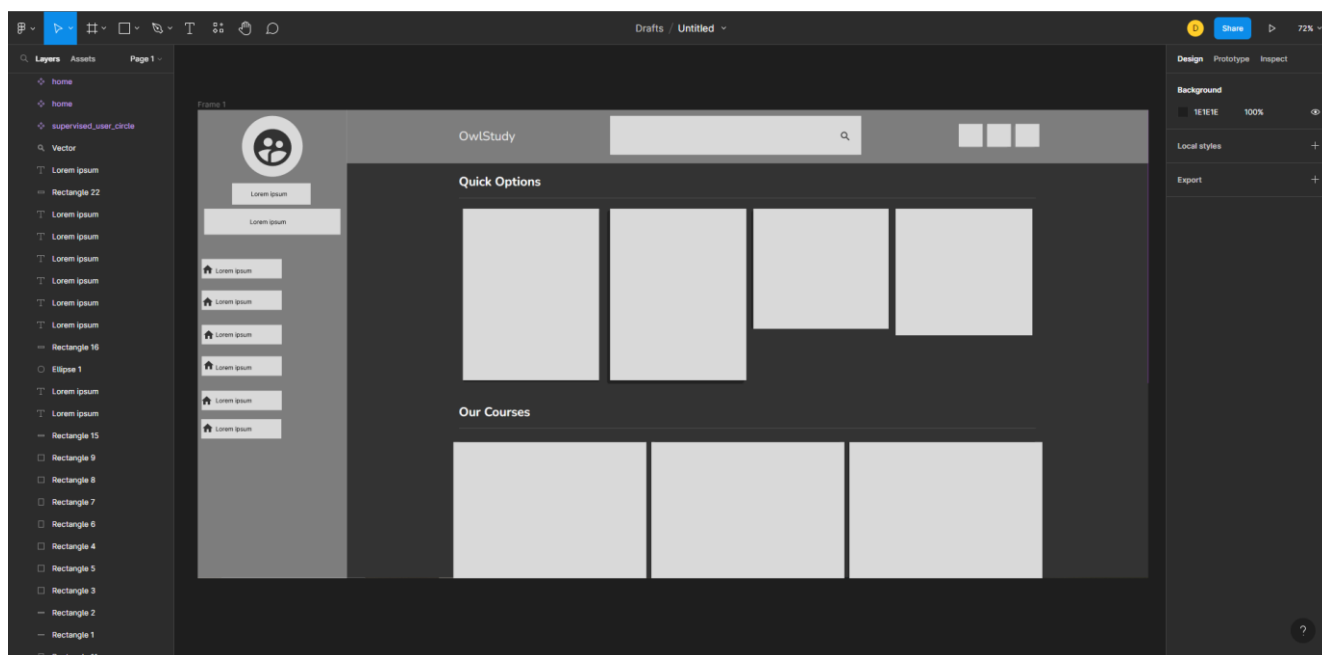 Drafts / Untitled
D
Share
72%
Layers Assets Page 1
home
home
supervised_user_circle
Vector
Lorem ipsum
Rectangle 22
Lorem ipsum
Lorem ipsum
Lorem ipsum
Lorem ipsum
Lorem ipsum
Lorem ipsum
Rectangle 16
Ellipse 1
Lorem ipsum
Lorem ipsum
Rectangle 15
Rectangle 9
Rectangle 8
Rectangle 7
Rectangle 6
Rectangle 4
Rectangle 5
Rectangle 3
Rectangle 2
Rectangle 1
Frame 1
Lorem ipsum
Lorem ipsum
Lorem ipsum
Lorem ipsum
Lorem ipsum
Lorem ipsum
Lorem ipsum
Lorem ipsum
OwlStudy
Quick Options
Our Courses
Design Prototype Inspect
Background
1E1E1E 100%
Local styles
Export
?